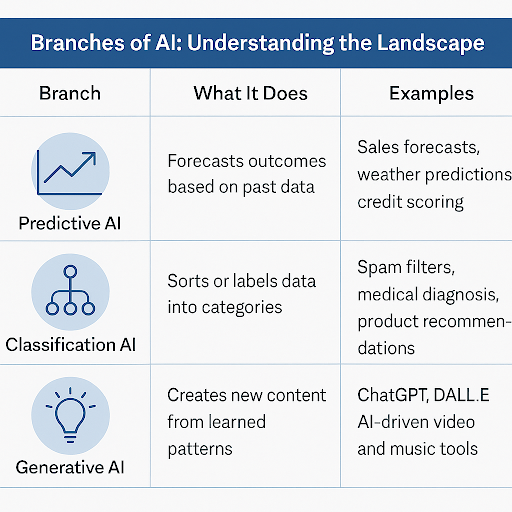 Branches of AI: Understanding the Landscape
Branch
What It Does
Examples
Predictive AI
Forecasts outcomes
based on past data
Sales forecasts,
weather predictions
credit scoring
Classification AI
Sorts or labels data
into categories
Spam filters,
medical diagnosis,
product recommen-
dations
Generative AI
Creates new content
from learned
patterns
ChatGPT, DALL.E
AI-driven video
and music tools